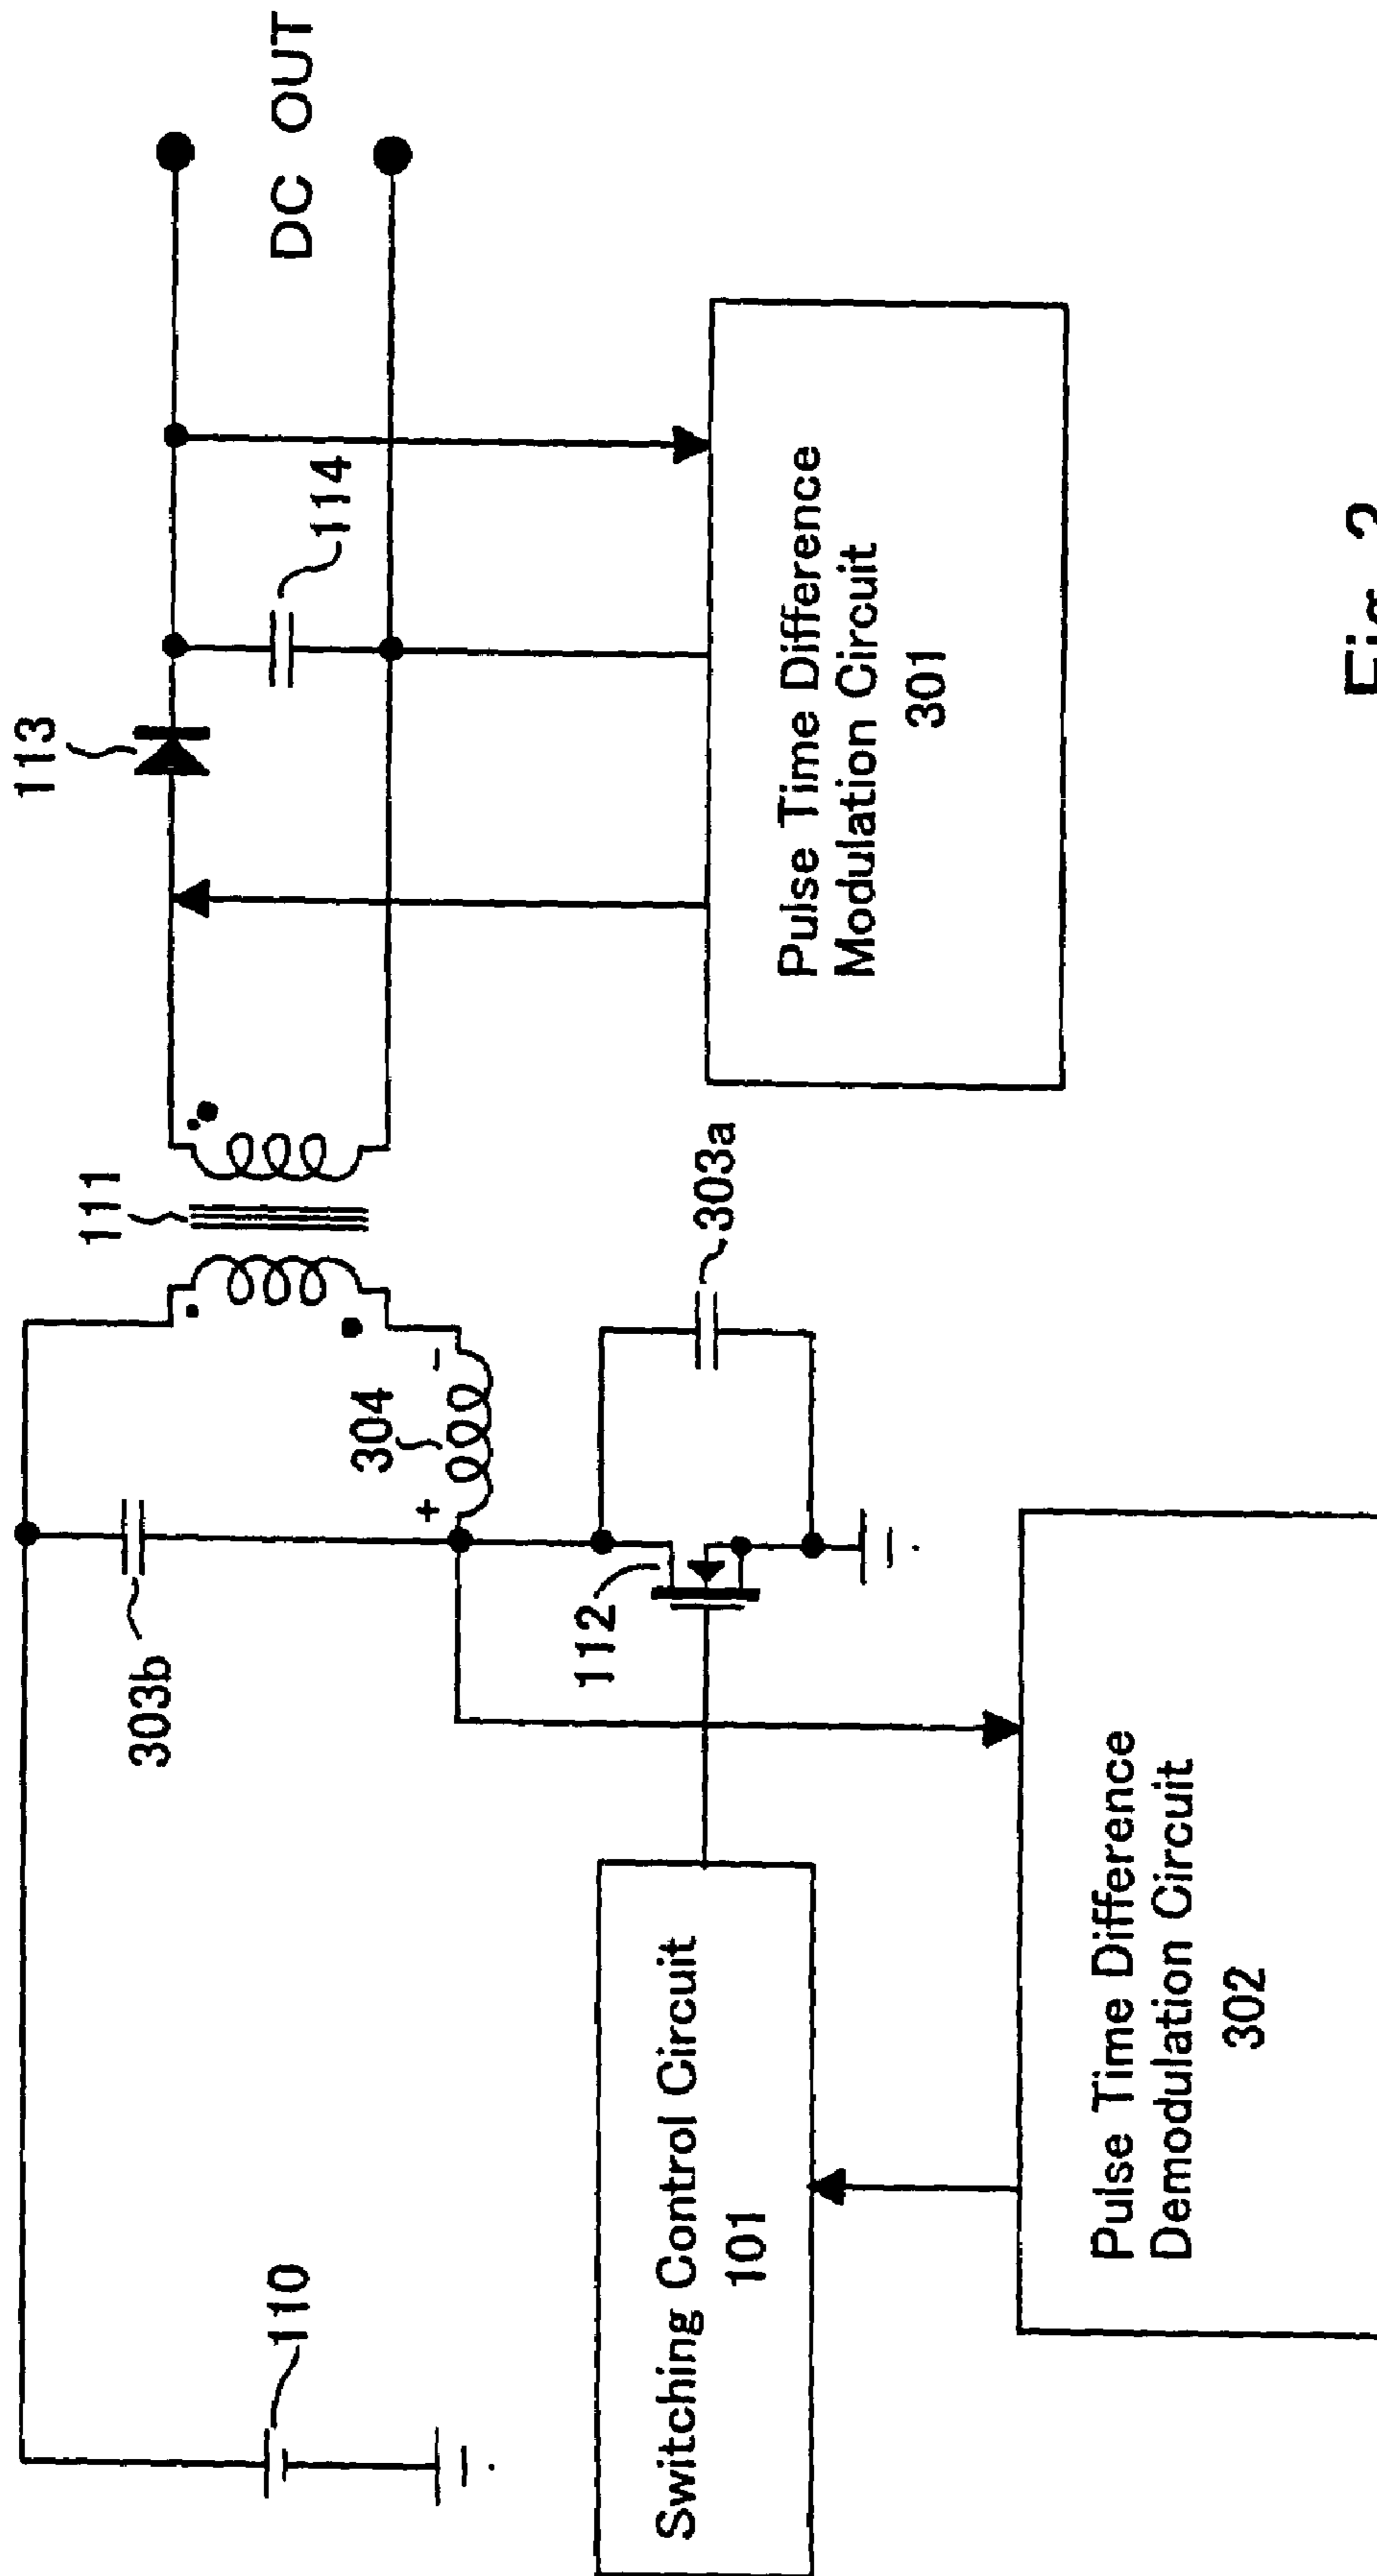 110
303b
304
+
-
111
113
114
DC OUT
112
303a
Switching Control Circuit
101
Pulse Time Difference
Demodulation Circuit
302
Pulse Time Difference
Modulation Circuit
301